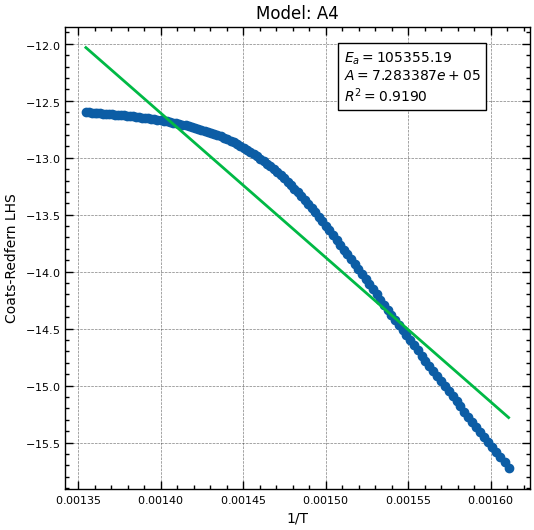 Model: A4
−12.0
−12.5
−13.0
−13.5
−14.0
−14.5
−15.0
−15.5
Coats-Redfern LHS
Eₐ = 105355.19
A = 7.283387e + 05
R² = 0.9190
0.00135 0.00140 0.00145 0.00150 0.00155 0.00160
1/T